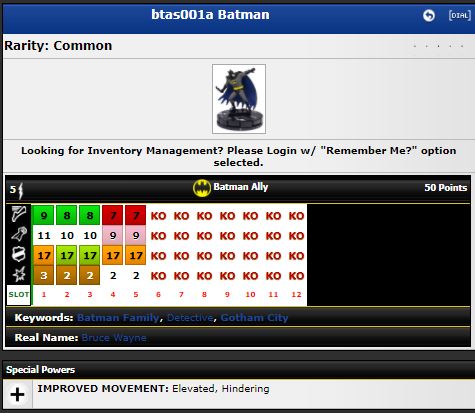 btas001a Batman
[DIAL]
Rarity: Common
Looking for Inventory Management? Please Login w/ "Remember Me?" option
selected.
5 Batman Ally 50 Points
9 8 8 7 7 KO KO KO KO KO KO KO
11 10 10 9 9 KO KO KO KO KO KO KO
17 17 17 17 17 KO KO KO KO KO KO KO
3 2 2 2 2 KO KO KO KO KO KO KO
SLOT 1 2 3 4 5 6 7 8 9 10 11 12
Keywords: Batman Family, Detective, Gotham City
Real Name: Bruce Wayne
Special Powers
IMPROVED MOVEMENT: Elevated, Hindering